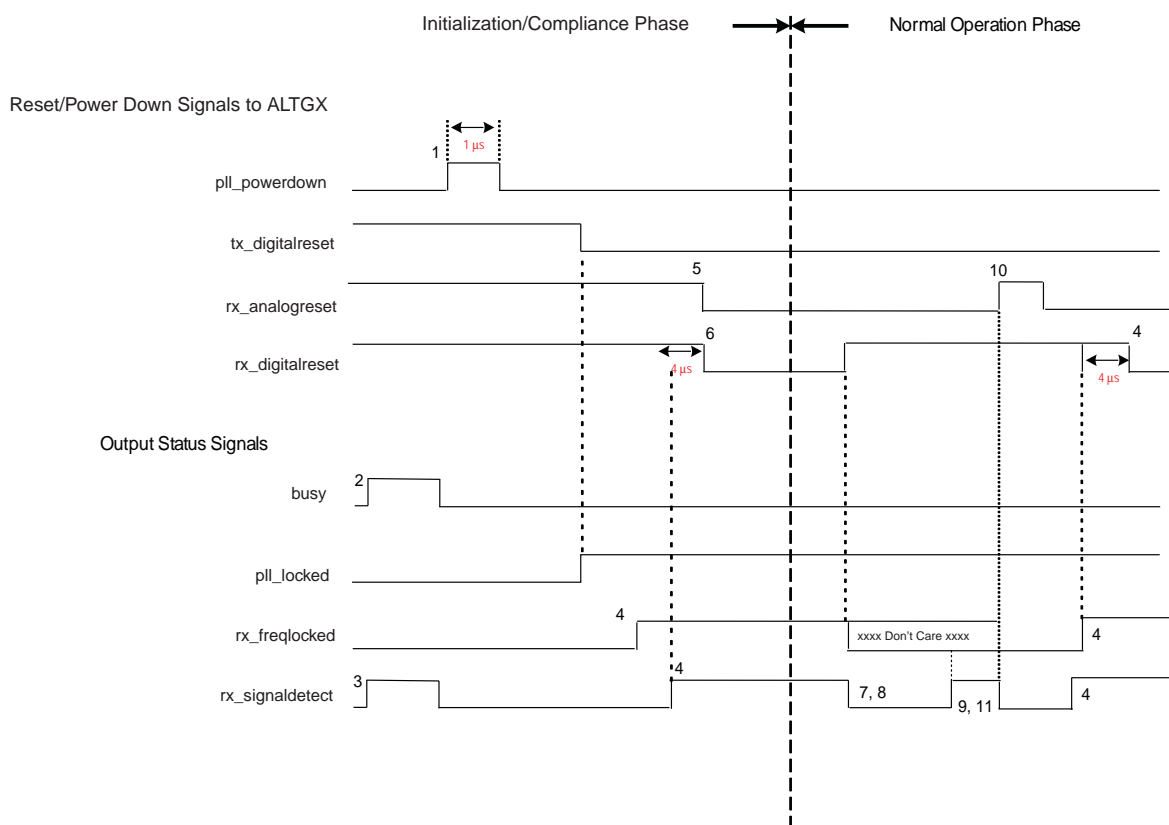 Initialization/Compliance Phase
Normal Operation Phase
Reset/Power Down Signals to ALTGX
1 μs
1
pll_powerdown
tx_digitalreset
5
10
rx_analogreset
6
4
rx_digitalreset
4 μs
4 μs
Output Status Signals
2
busy
pll_locked
4
rx_freqlocked
xxxx Don't Care xxxx
4
3
rx_signaldetect
4
7, 8
9, 11
4